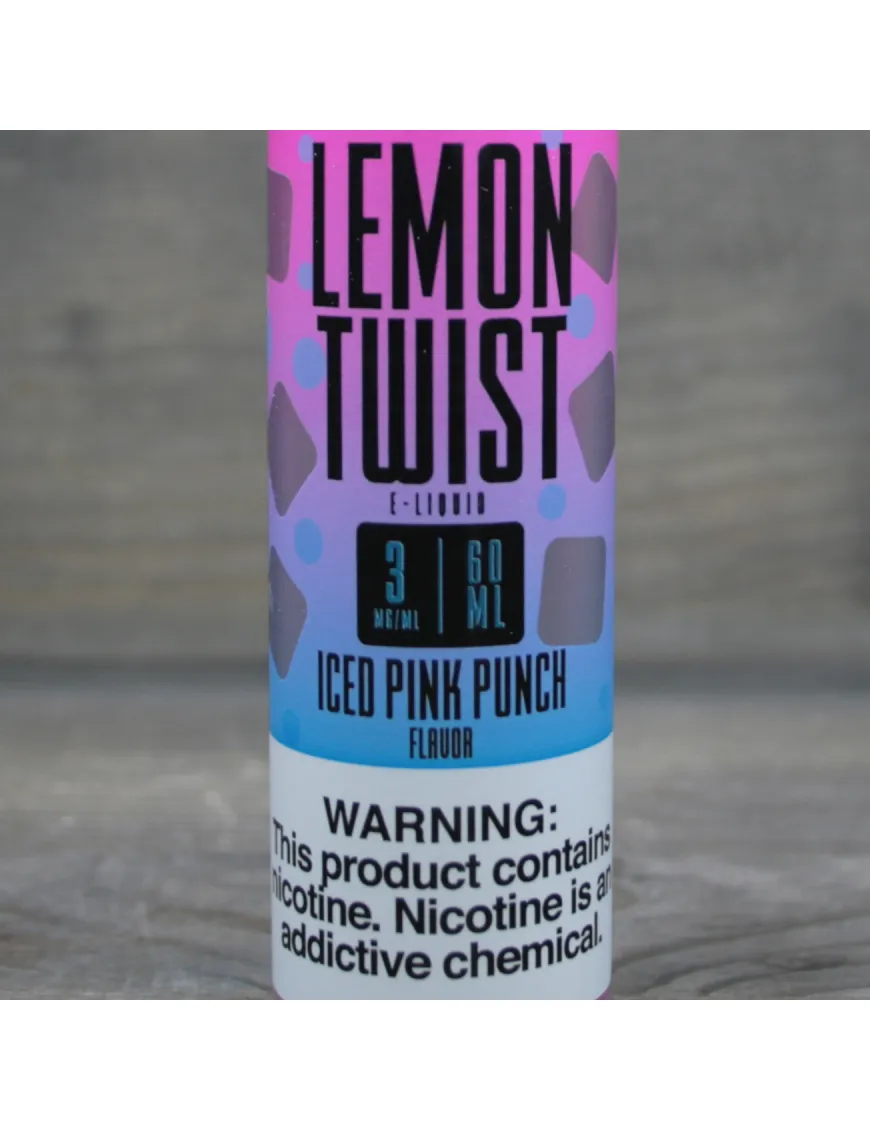 LEMON
TWIST
E-LIQUID
3 MG/ML | 60 ML
ICED PINK PUNCH
FLAVOR
WARNING:
This product contains
nicotine. Nicotine is an
addictive chemical.